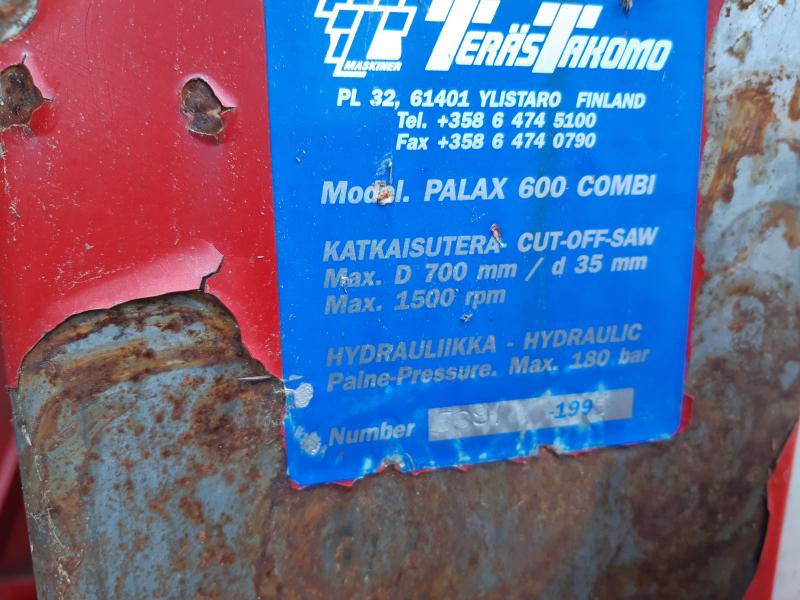 MASKINER
TERÄSTAKOMO
PL 32, 61401 YLISTARO FINLAND
Tel. +358 6 474 5100
Fax +358 6 474 0790
Model. PALAX 600 COMBI
KATKAISUTERA- CUT-OFF-SAW
Max. D 700 mm / d 35 mm
Max. 1500 rpm
HYDRAULIIKKA - HYDRAULIC
Paine-Pressure. Max. 180 bar
Number -199